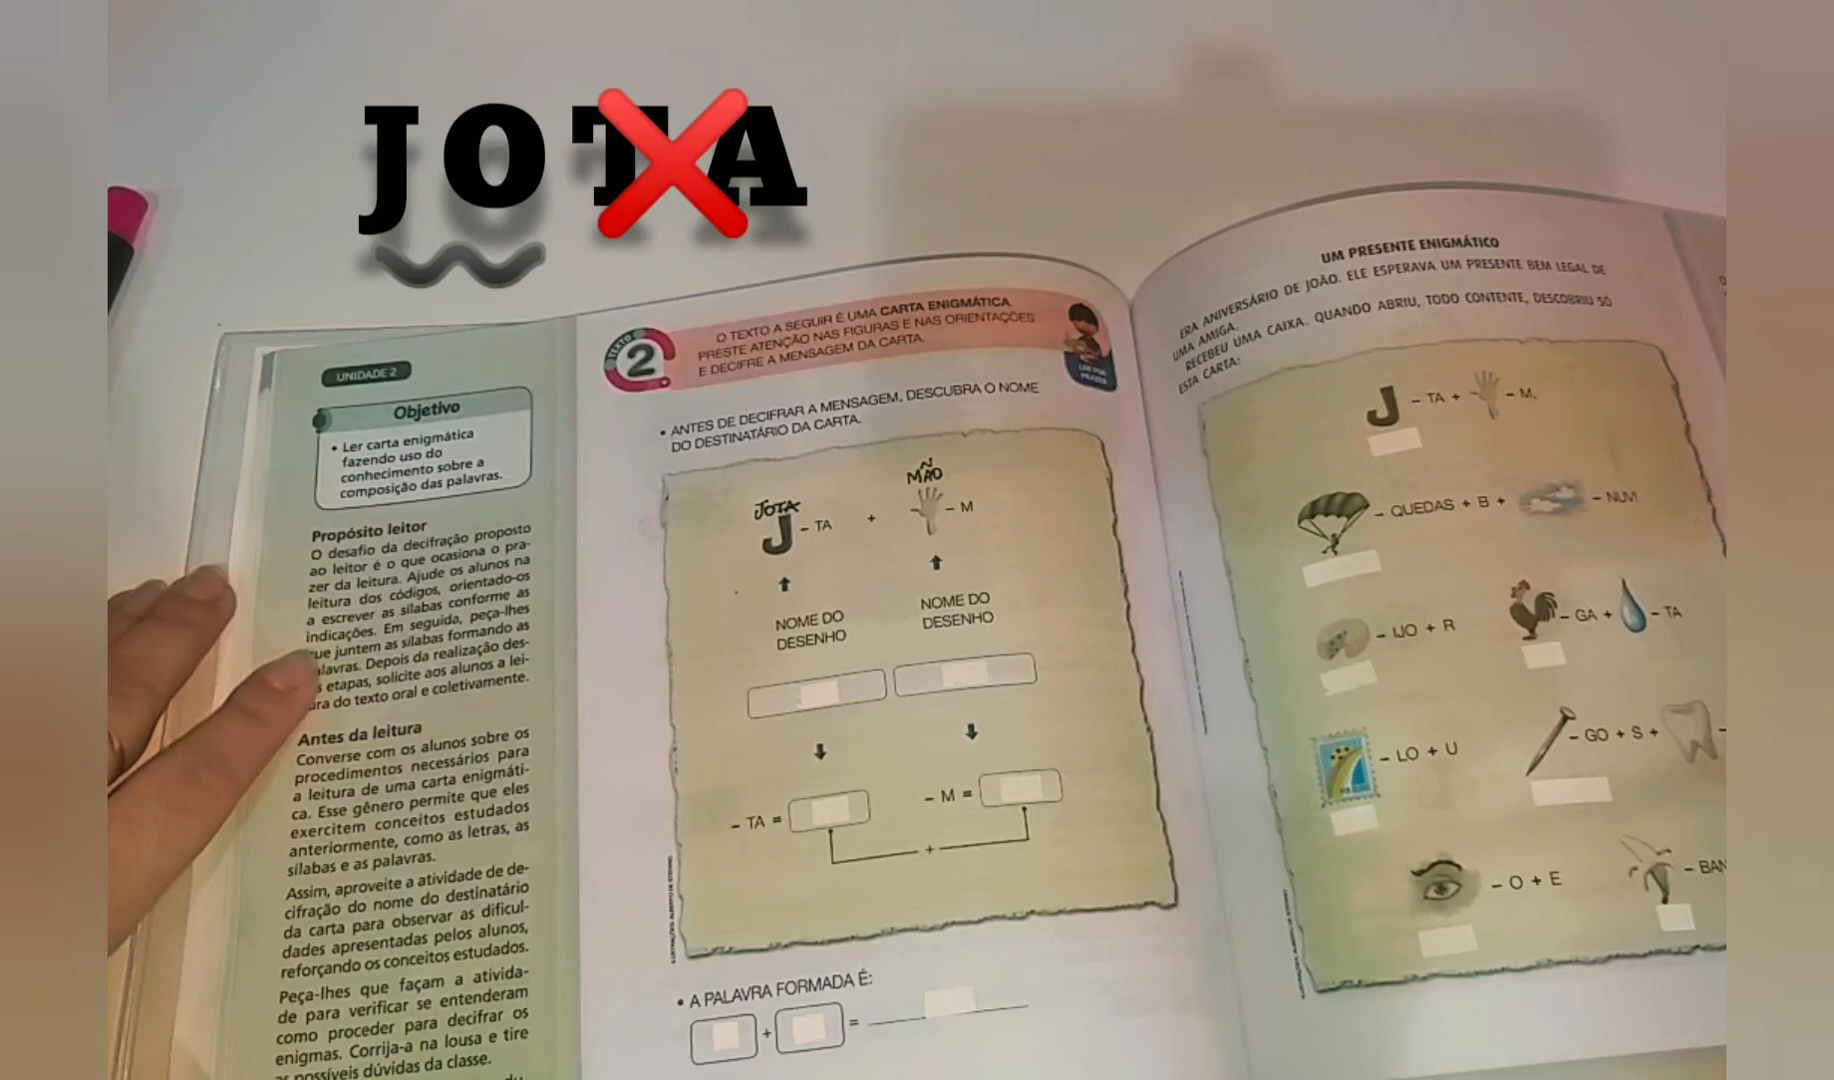 JOTA
UNIDADE 2
Objetivo
• Ler carta enigmática
fazendo uso do
conhecimento sobre a
composição das palavras.
Propósito leitor
O desafio da decifração proposto
ao leitor é o que ocasiona o pra-
zer da leitura. Ajude os alunos na
leitura dos códigos, orientado-os
a escrever as sílabas conforme as
indicações. Em seguida, peça-lhes
que juntem as sílabas formando as
palavras. Depois da realização des-
s etapas, solicite aos alunos a lei-
ura do texto oral e coletivamente.
Antes da leitura
Converse com os alunos sobre os
procedimentos necessários para
a leitura de uma carta enigmáti-
ca. Esse gênero permite que eles
exercitem conceitos estudados
anteriormente, como as letras, as
sílabas e as palavras.
Assim, aproveite a atividade de de-
cifração do nome do destinatário
da carta para observar as dificul-
dades apresentadas pelos alunos,
reforçando os conceitos estudados.
Peça-lhes que façam a ativida-
de para verificar se entenderam
como proceder para decifrar os
enigmas. Corrija-a na lousa e tire
as possíveis dúvidas da classe.
TEXTO
2
O TEXTO A SEGUIR É UMA CARTA ENIGMÁTICA.
PRESTE ATENÇÃO NAS FIGURAS E NAS ORIENTAÇÕES
E DECIFRE A MENSAGEM DA CARTA.
LER POR
PRAZER
• ANTES DE DECIFRAR A MENSAGEM, DESCUBRA O NOME
DO DESTINATÁRIO DA CARTA.
JOTA MÃO
J – TA + – M
NOME DO
DESENHO
NOME DO
DESENHO
– TA = – M =
+
• A PALAVRA FORMADA É:
+ =
UM PRESENTE ENIGMÁTICO
ERA ANIVERSÁRIO DE JOÃO. ELE ESPERAVA UM PRESENTE BEM LEGAL DE
UMA AMIGA.
RECEBEU UMA CAIXA. QUANDO ABRIU, TODO CONTENTE, DESCOBRIU SÓ
ESTA CARTA:
J – TA + – M,
– QUEDAS + B + – NUVI
– IJO + R – GA + – TA
– LO + U – GO + S + –
– O + E – BAN